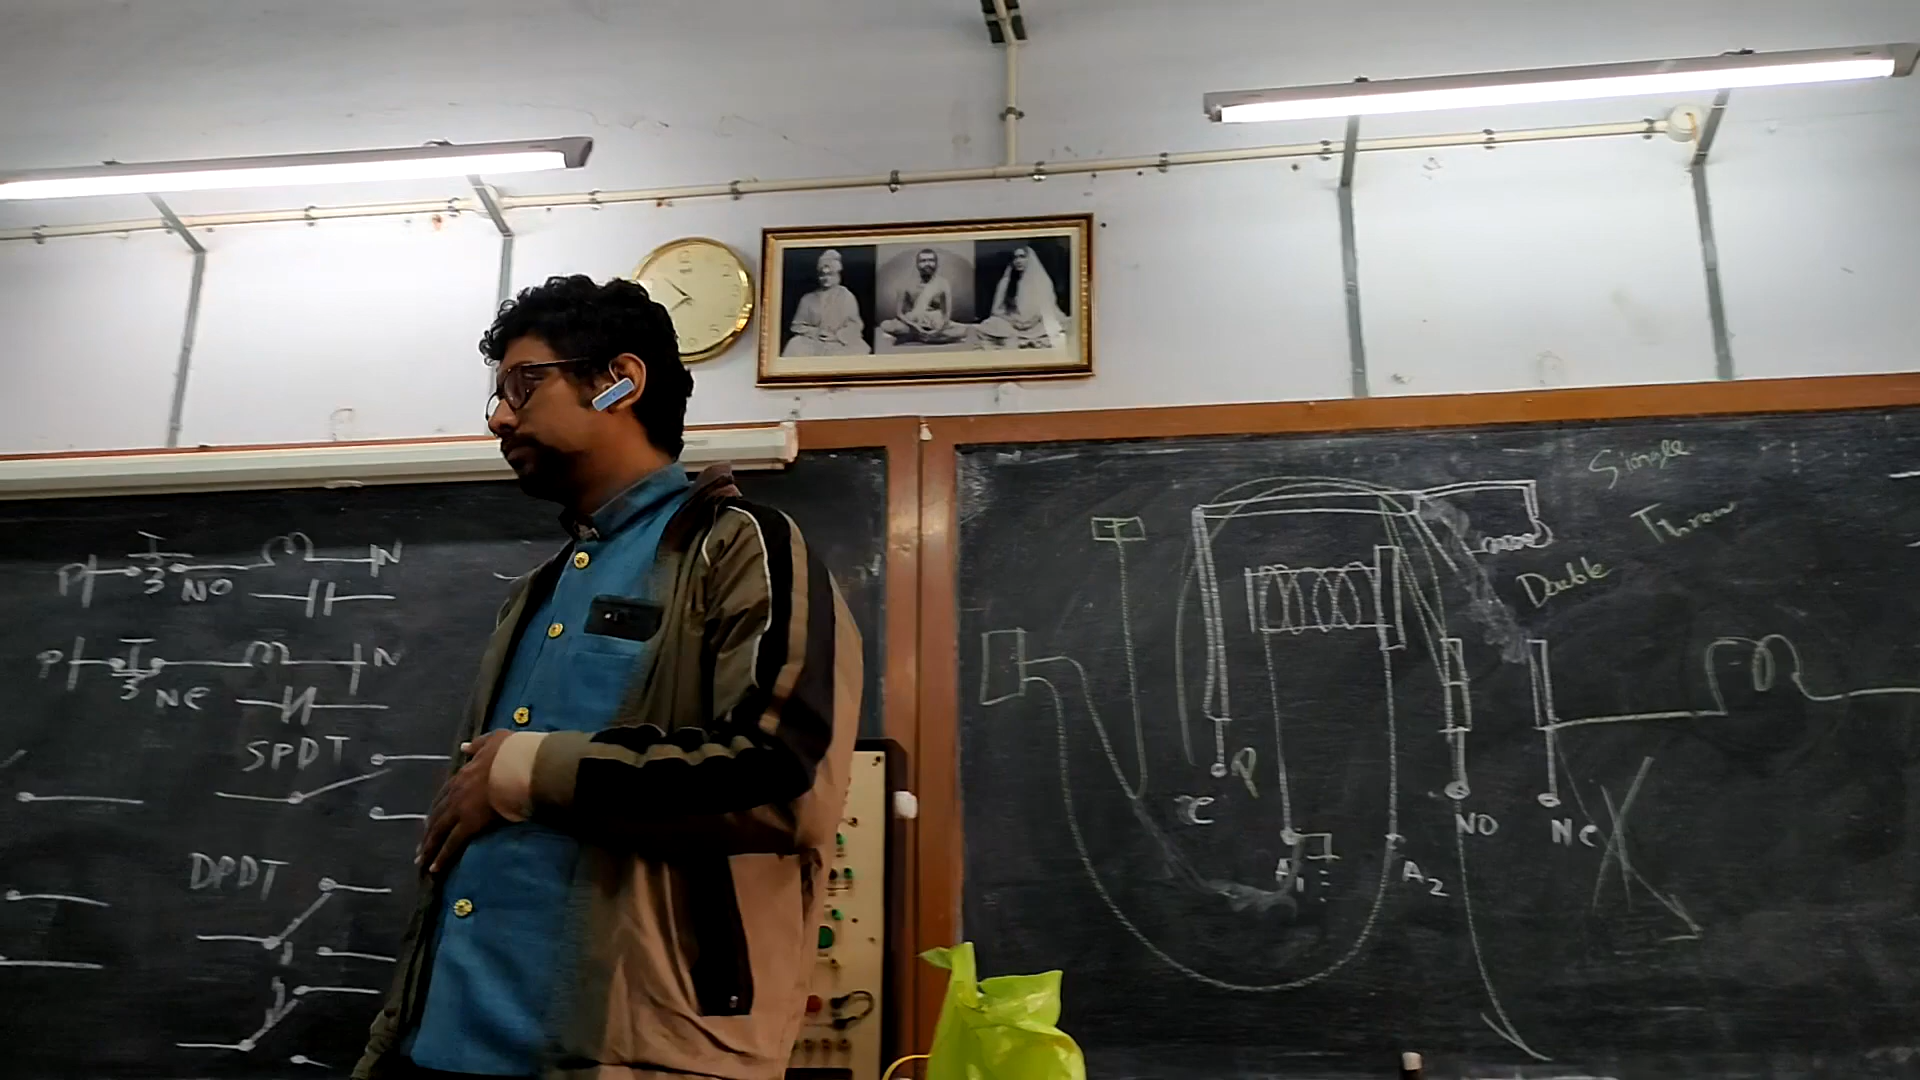 P T 3 NO N
P T 3 NC N
SPDT
DPDT
Single
Throw
Double
T
P
C
A1
A2
NO
NC